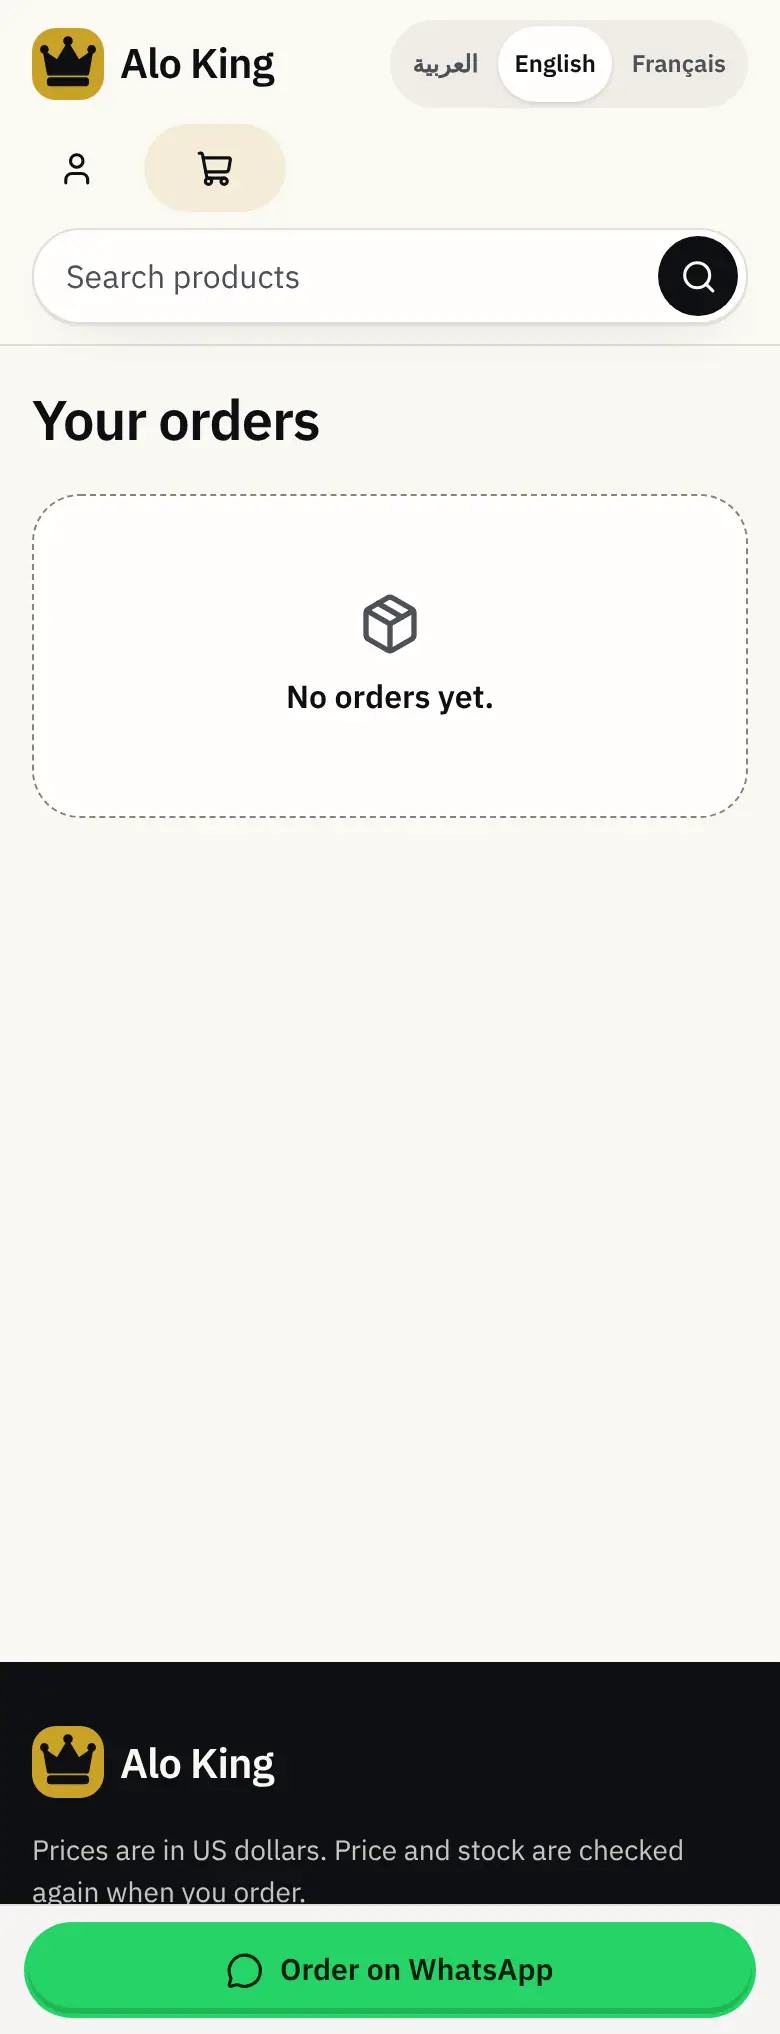 Alo King
العربية English Français
Search products
Your orders
No orders yet.
Alo King
Prices are in US dollars. Price and stock are checked
again when you order.
Order on WhatsApp